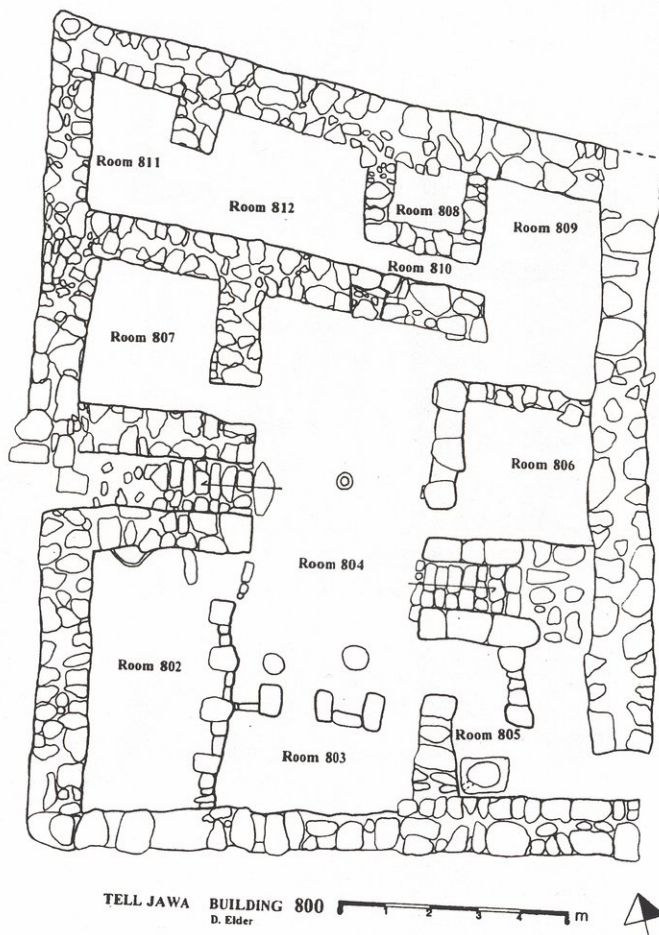 Room 811
Room 812
Room 808
Room 809
Room 810
Room 807
Room 806
Room 804
Room 802
Room 805
Room 803
TELL JAWA BUILDING 800
D. Elder
0 1 2 3 4 5 m